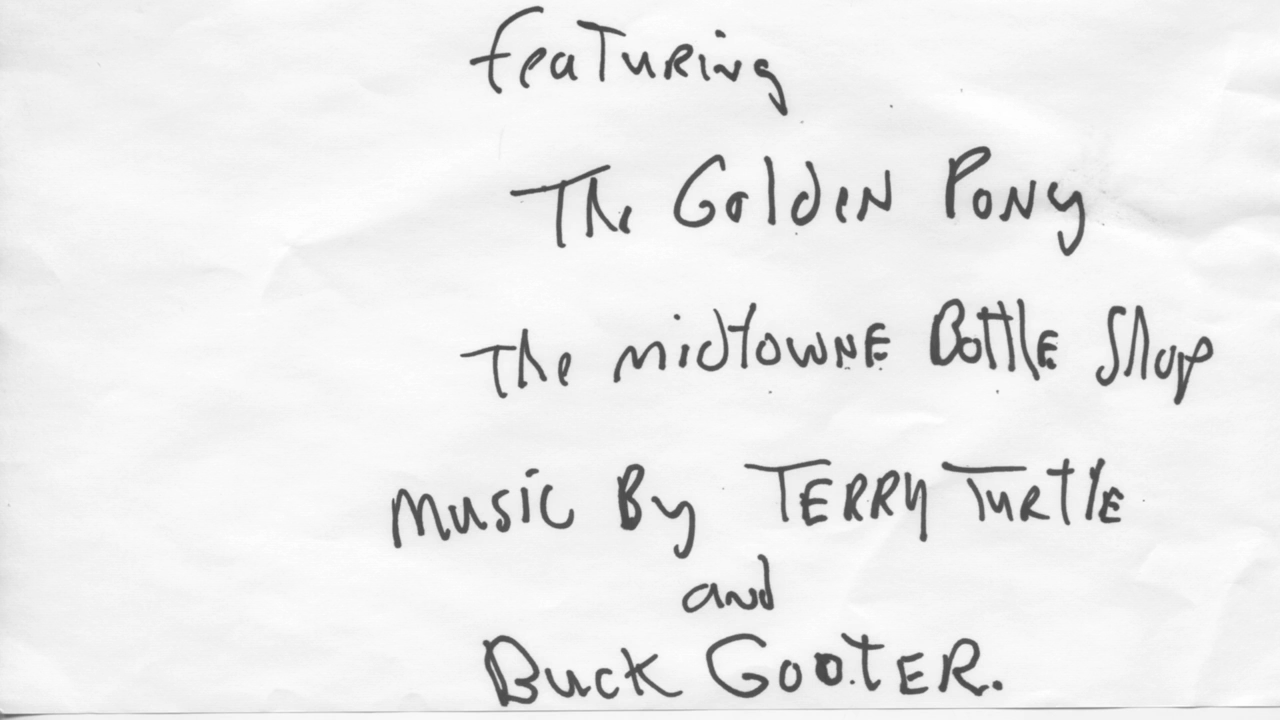 featuring
The Golden Pony
The midtowne Bottle Shop
music By TERRY Turtle
and
Buck GooTER.